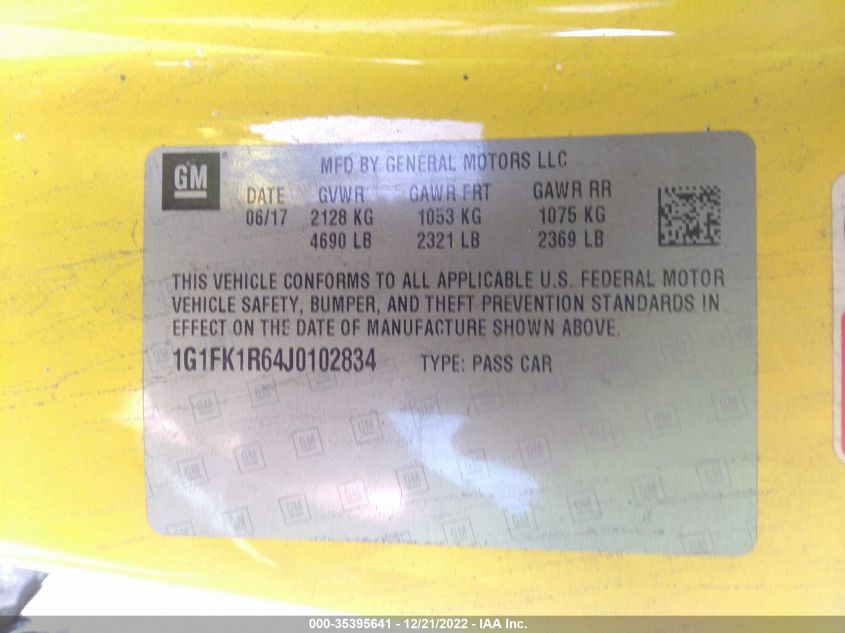 GM ® MFD BY GENERAL MOTORS LLC
DATE GVWR GAWR FRT GAWR RR
06/17 2128 KG 1053 KG 1075 KG
4690 LB 2321 LB 2369 LB
THIS VEHICLE CONFORMS TO ALL APPLICABLE U.S. FEDERAL MOTOR
VEHICLE SAFETY, BUMPER, AND THEFT PREVENTION STANDARDS IN
EFFECT ON THE DATE OF MANUFACTURE SHOWN ABOVE.
1G1FK1R64J0102834 TYPE: PASS CAR
000-35395641 - 12/21/2022 - IAA Inc.